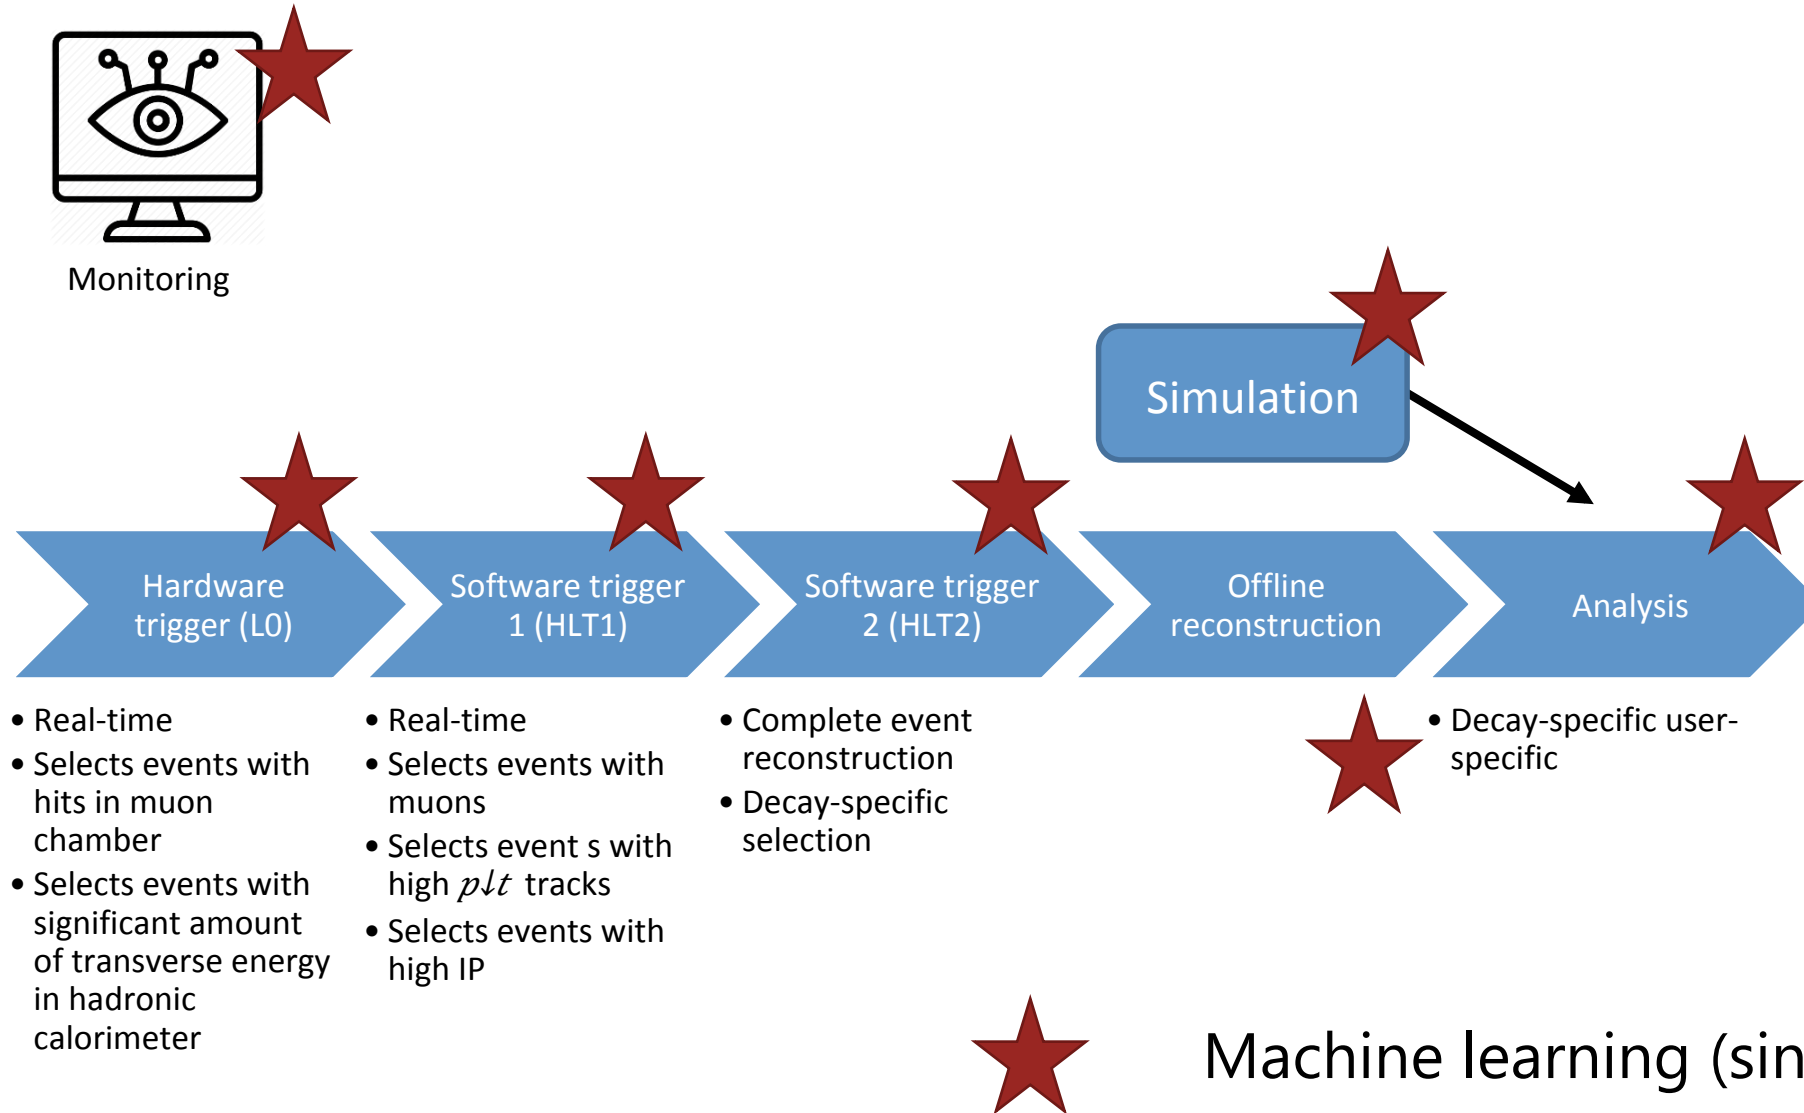 Monitoring
Simulation
Hardware
trigger (L0)
Software trigger
1 (HLT1)
Software trigger
2 (HLT2)
Offline
reconstruction
Analysis
• Real-time
• Selects events with
hits in muon
chamber
• Selects events with
significant amount
of transverse energy
in hadronic
calorimeter
• Real-time
• Selects events with
muons
• Selects event s with
high p↓t tracks
• Selects events with
high IP
• Complete event
reconstruction
• Decay-specific
selection
• Decay-specific user-
specific
Machine learning (sin